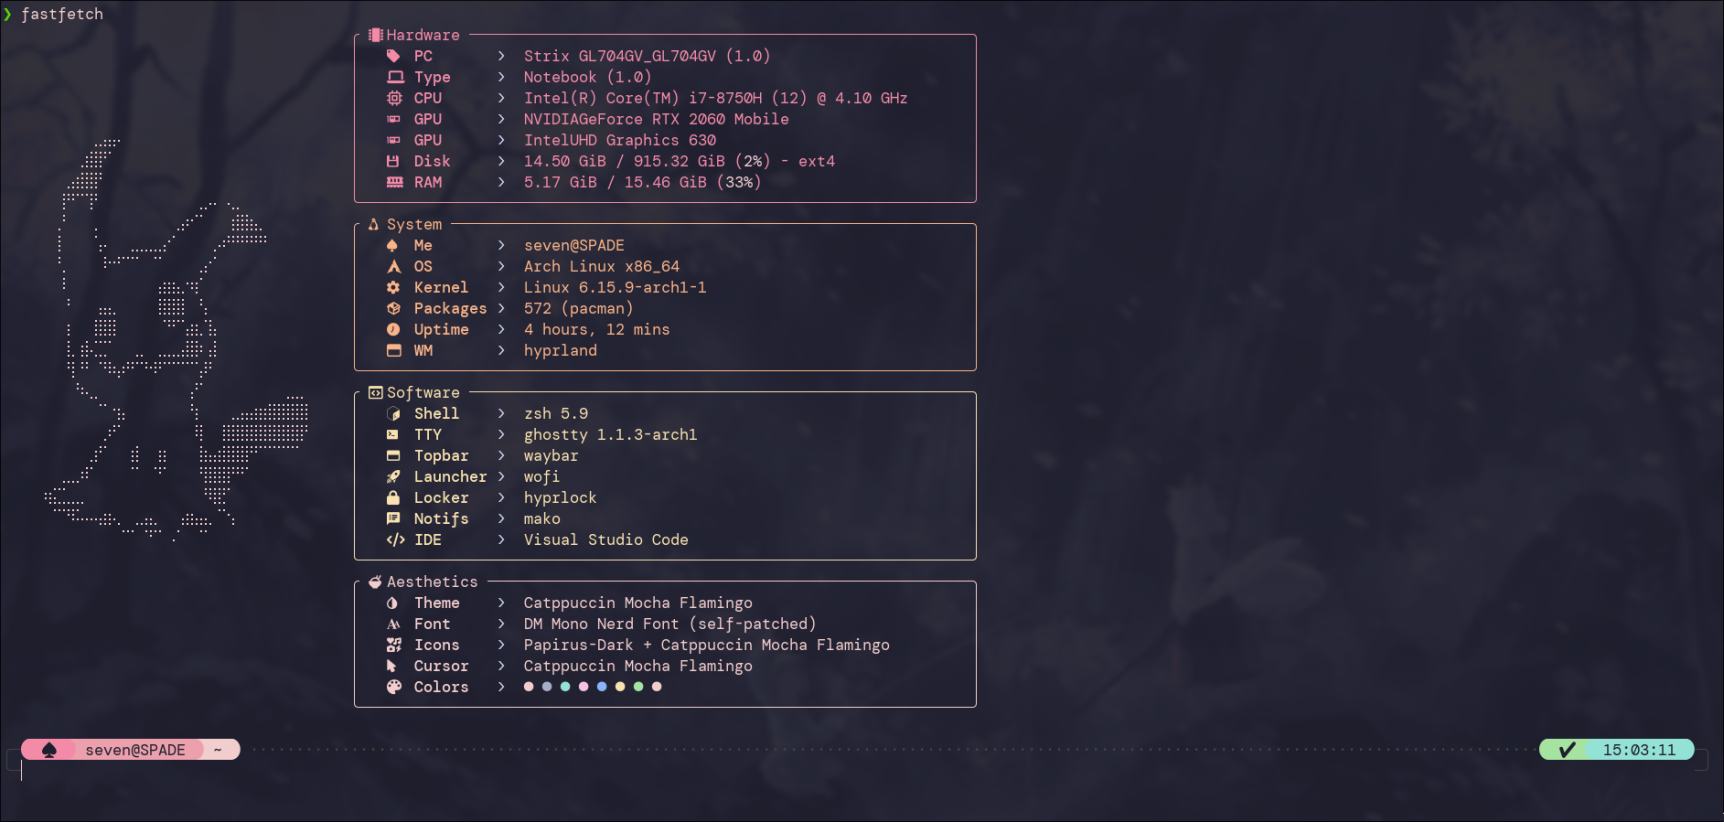 ❯ fastfetch
Hardware
PC > Strix GL704GV_GL704GV (1.0)
Type > Notebook (1.0)
CPU > Intel(R) Core(TM) i7-8750H (12) @ 4.10 GHz
GPU > NVIDIAGeForce RTX 2060 Mobile
GPU > IntelUHD Graphics 630
Disk > 14.50 GiB / 915.32 GiB (2%) - ext4
RAM > 5.17 GiB / 15.46 GiB (33%)
System
Me > seven@SPADE
OS > Arch Linux x86_64
Kernel > Linux 6.15.9-arch1-1
Packages > 572 (pacman)
Uptime > 4 hours, 12 mins
WM > hyprland
Software
Shell > zsh 5.9
TTY > ghostty 1.1.3-arch1
Topbar > waybar
Launcher > wofi
Locker > hyprlock
Notifs > mako
IDE > Visual Studio Code
Aesthetics
Theme > Catppuccin Mocha Flamingo
Font > DM Mono Nerd Font (self-patched)
Icons > Papirus-Dark + Catppuccin Mocha Flamingo
Cursor > Catppuccin Mocha Flamingo
Colors >
♠ seven@SPADE ~ ✔ 15:03:11